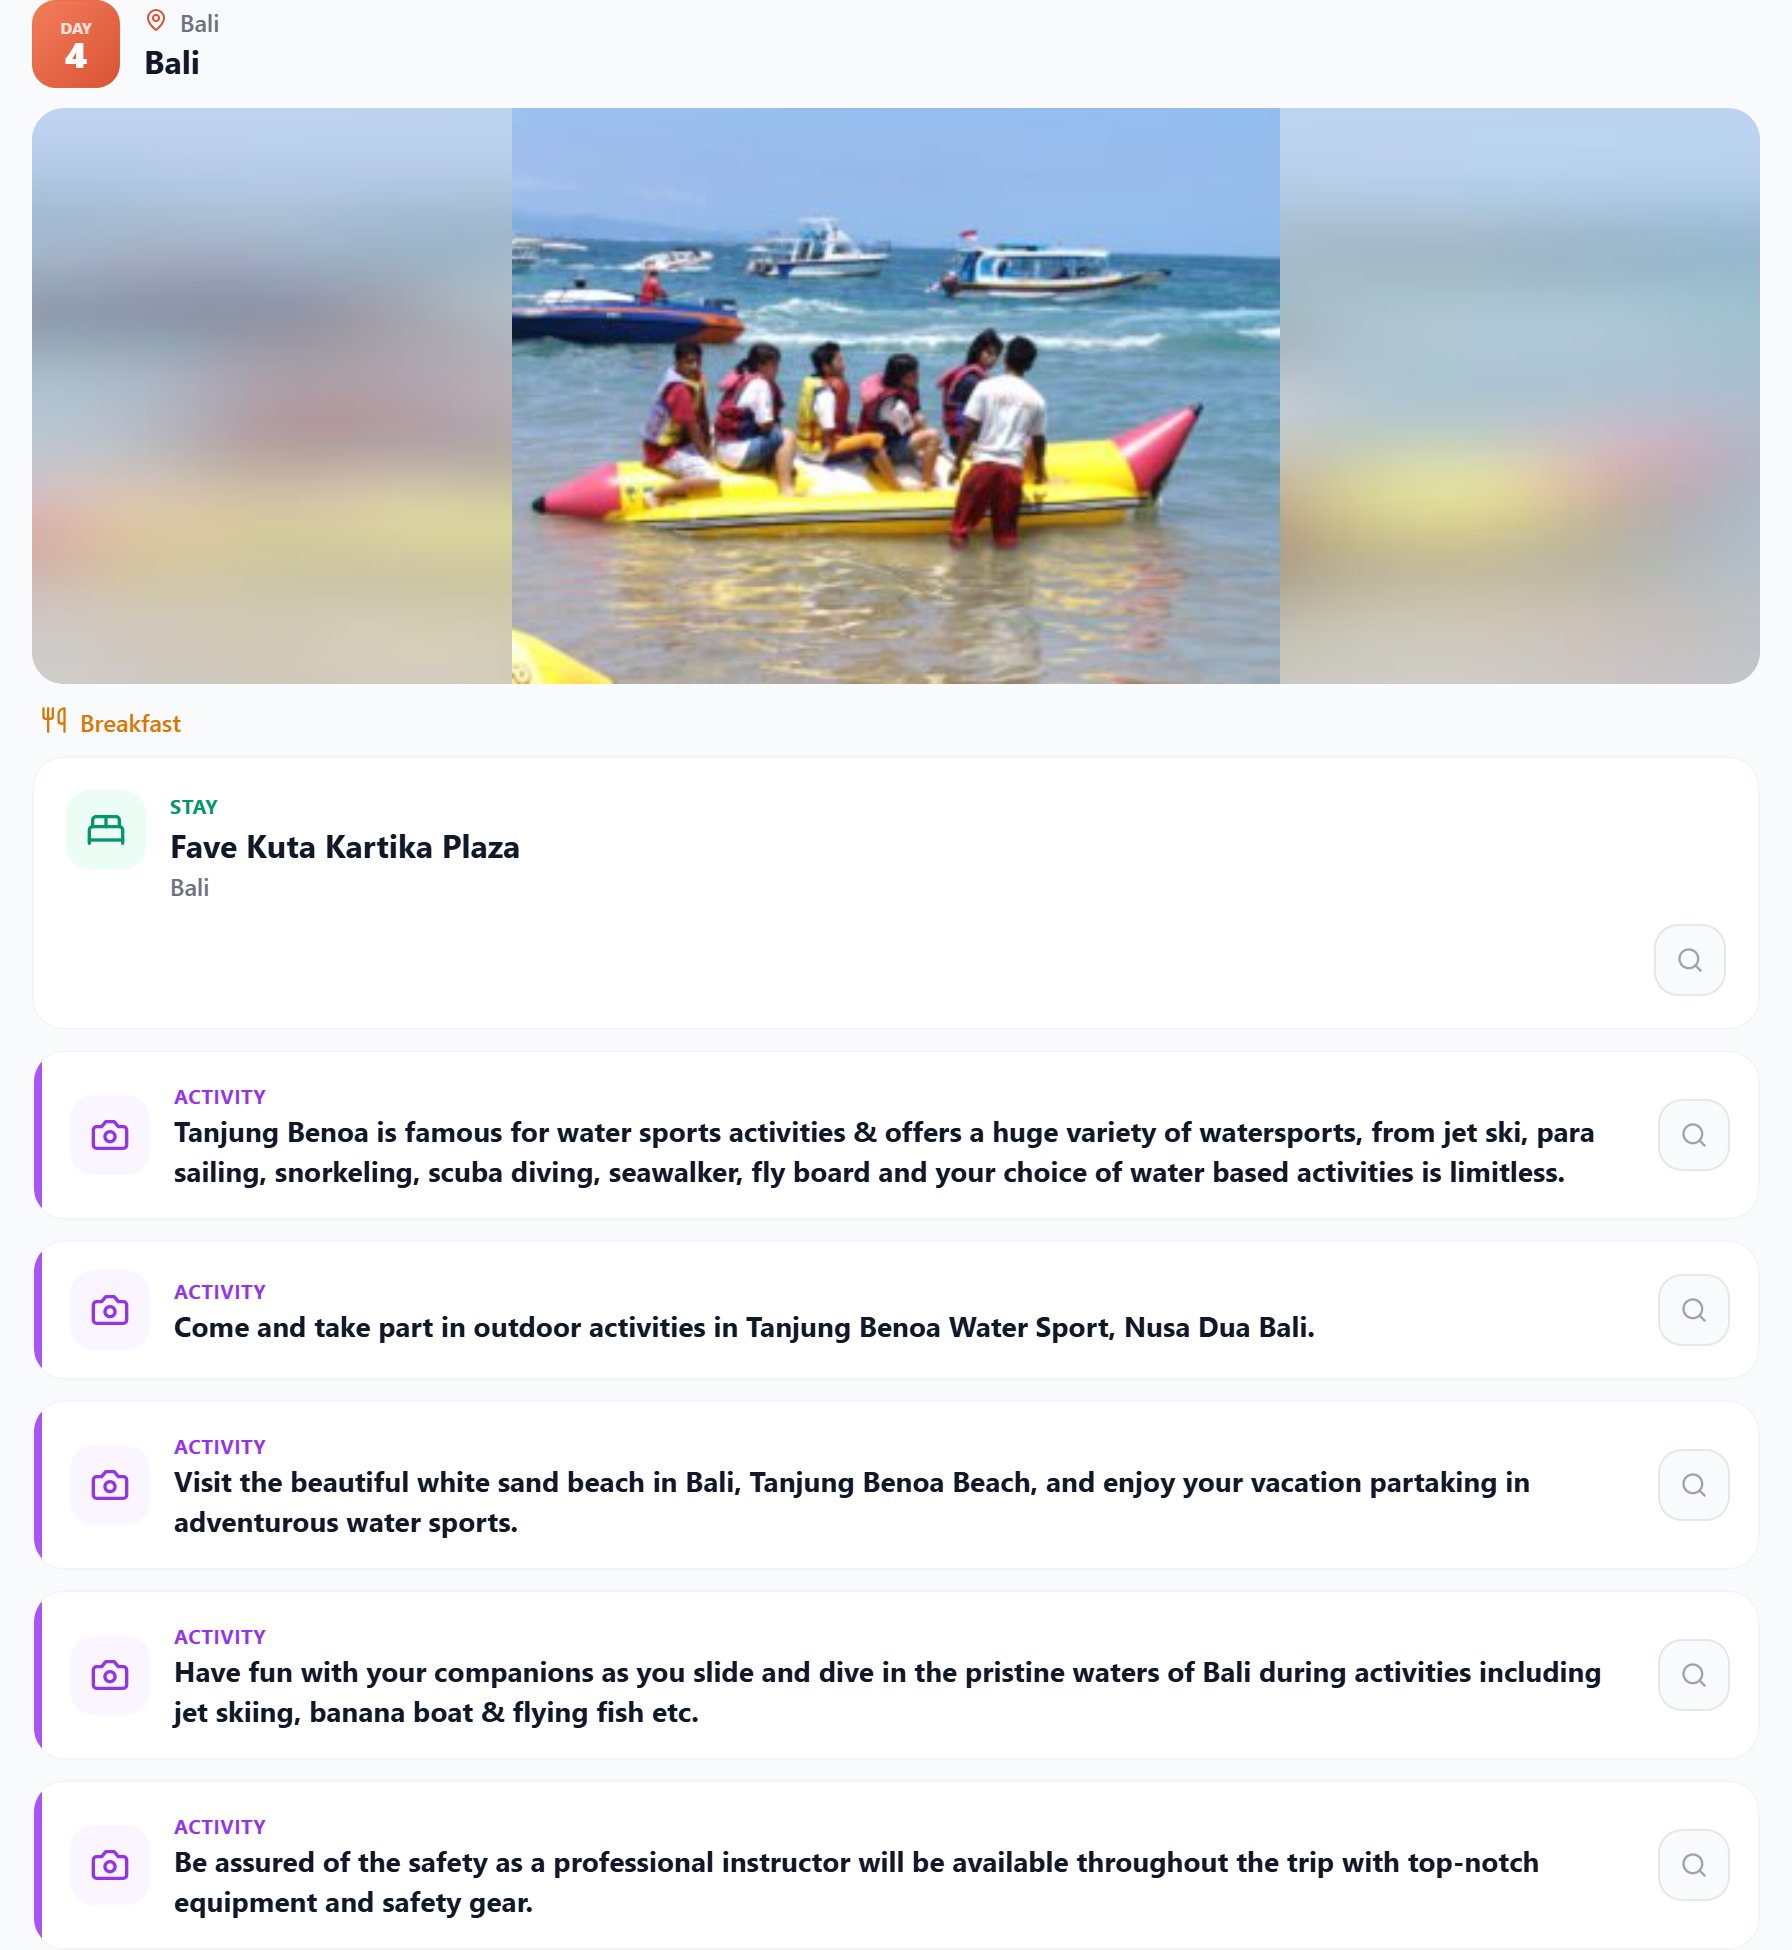 DAY
4
Bali
Bali
Breakfast
STAY
Fave Kuta Kartika Plaza
Bali
ACTIVITY
Tanjung Benoa is famous for water sports activities & offers a huge variety of watersports, from jet ski, para
sailing, snorkeling, scuba diving, seawalker, fly board and your choice of water based activities is limitless.
ACTIVITY
Come and take part in outdoor activities in Tanjung Benoa Water Sport, Nusa Dua Bali.
ACTIVITY
Visit the beautiful white sand beach in Bali, Tanjung Benoa Beach, and enjoy your vacation partaking in
adventurous water sports.
ACTIVITY
Have fun with your companions as you slide and dive in the pristine waters of Bali during activities including
jet skiing, banana boat & flying fish etc.
ACTIVITY
Be assured of the safety as a professional instructor will be available throughout the trip with top-notch
equipment and safety gear.